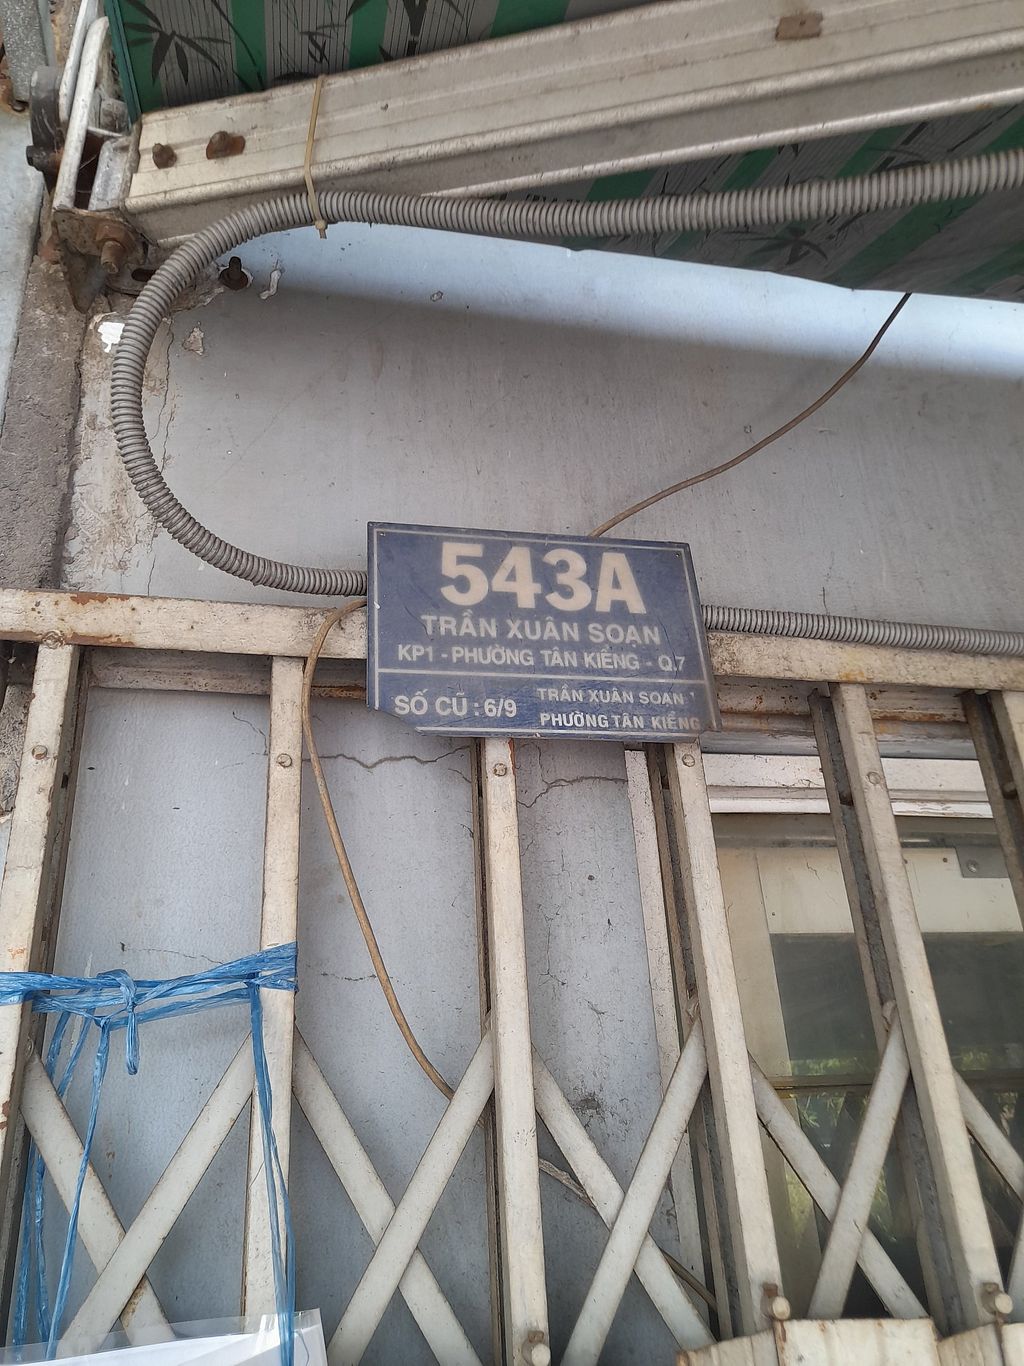 543A
TRẦN XUÂN SOẠN
KP1 - PHƯỜNG TÂN KIỂNG - Q.7
SỐ CŨ : 6/9 TRẦN XUÂN SOẠN
PHƯỜNG TÂN KIỂNG